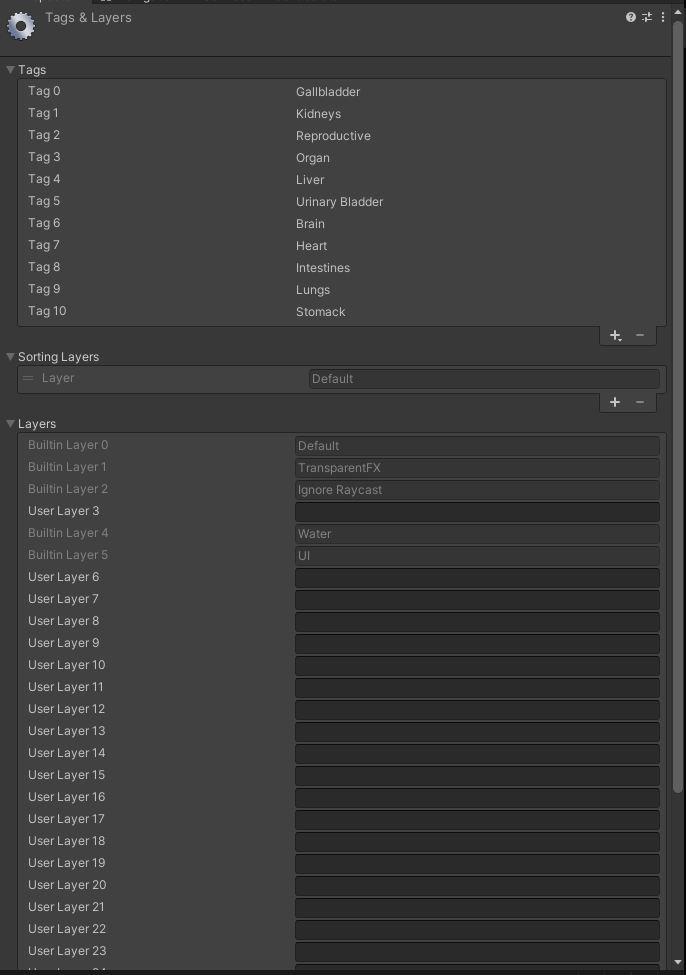 Tags & Layers
Tags
Tag 0 Gallbladder
Tag 1 Kidneys
Tag 2 Reproductive
Tag 3 Organ
Tag 4 Liver
Tag 5 Urinary Bladder
Tag 6 Brain
Tag 7 Heart
Tag 8 Intestines
Tag 9 Lungs
Tag 10 Stomack
Sorting Layers
Layer Default
Layers
Builtin Layer 0 Default
Builtin Layer 1 TransparentFX
Builtin Layer 2 Ignore Raycast
User Layer 3
Builtin Layer 4 Water
Builtin Layer 5 UI
User Layer 6
User Layer 7
User Layer 8
User Layer 9
User Layer 10
User Layer 11
User Layer 12
User Layer 13
User Layer 14
User Layer 15
User Layer 16
User Layer 17
User Layer 18
User Layer 19
User Layer 20
User Layer 21
User Layer 22
User Layer 23